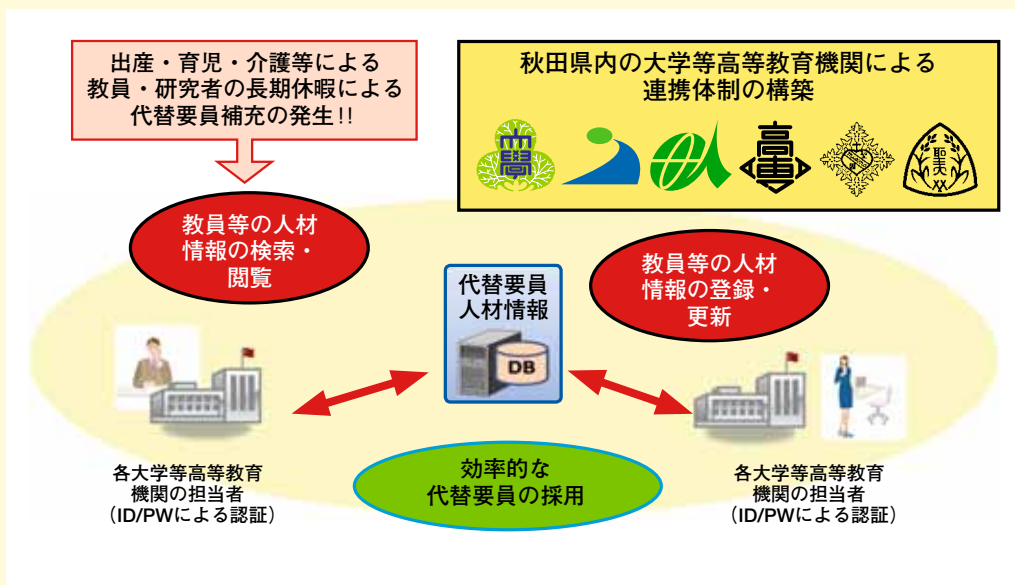 出産・育児・介護等による
教員・研究者の長期休暇による
代替要員補充の発生!!
秋田県内の大学等高等教育機関による
連携体制の構築
大學
高専
聖美大
教員等の人材
情報の検索・
閲覧
教員等の人材
情報の登録・
更新
代替要員
人材情報
DB
効率的な
代替要員の採用
各大学等高等教育
機関の担当者
（ID/PWによる認証）
各大学等高等教育
機関の担当者
（ID/PWによる認証）